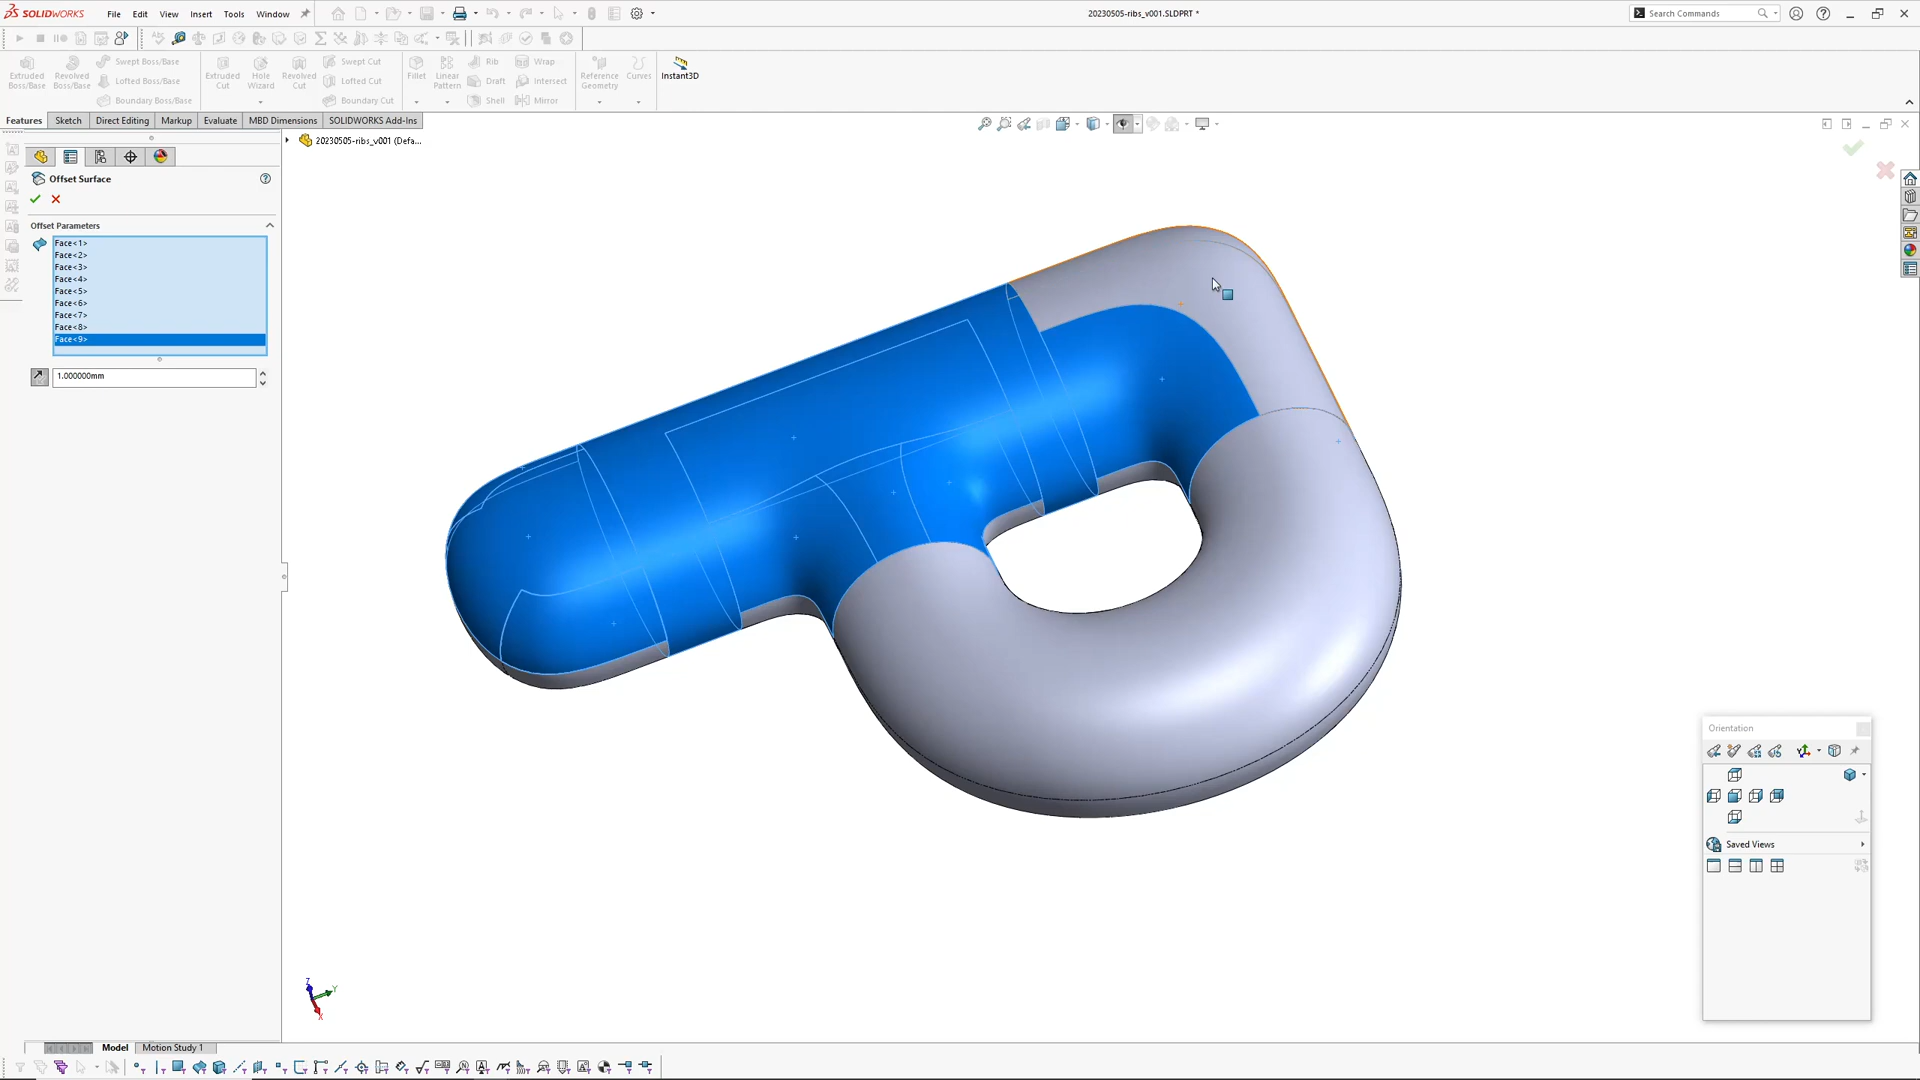 SOLIDWORKS File Edit View Insert Tools Window 20230505-ribs_v001.SLDPRT * Search Commands
Extruded Boss/Base
Revolved Boss/Base
Swept Boss/Base
Lofted Boss/Base
Boundary Boss/Base
Extruded Cut
Hole Wizard
Revolved Cut
Swept Cut
Lofted Cut
Boundary Cut
Fillet
Linear Pattern
Rib
Draft
Shell
Wrap
Intersect
Mirror
Reference Geometry
Curves
Instant3D
Features Sketch Direct Editing Markup Evaluate MBD Dimensions SOLIDWORKS Add-Ins
20230505-ribs_v001 (Defa...
Offset Surface
Offset Parameters
Face<1>
Face<2>
Face<3>
Face<4>
Face<5>
Face<6>
Face<7>
Face<8>
Face<9>
1.000000mm
Orientation
Saved Views
Z
Y
X
Model Motion Study 1